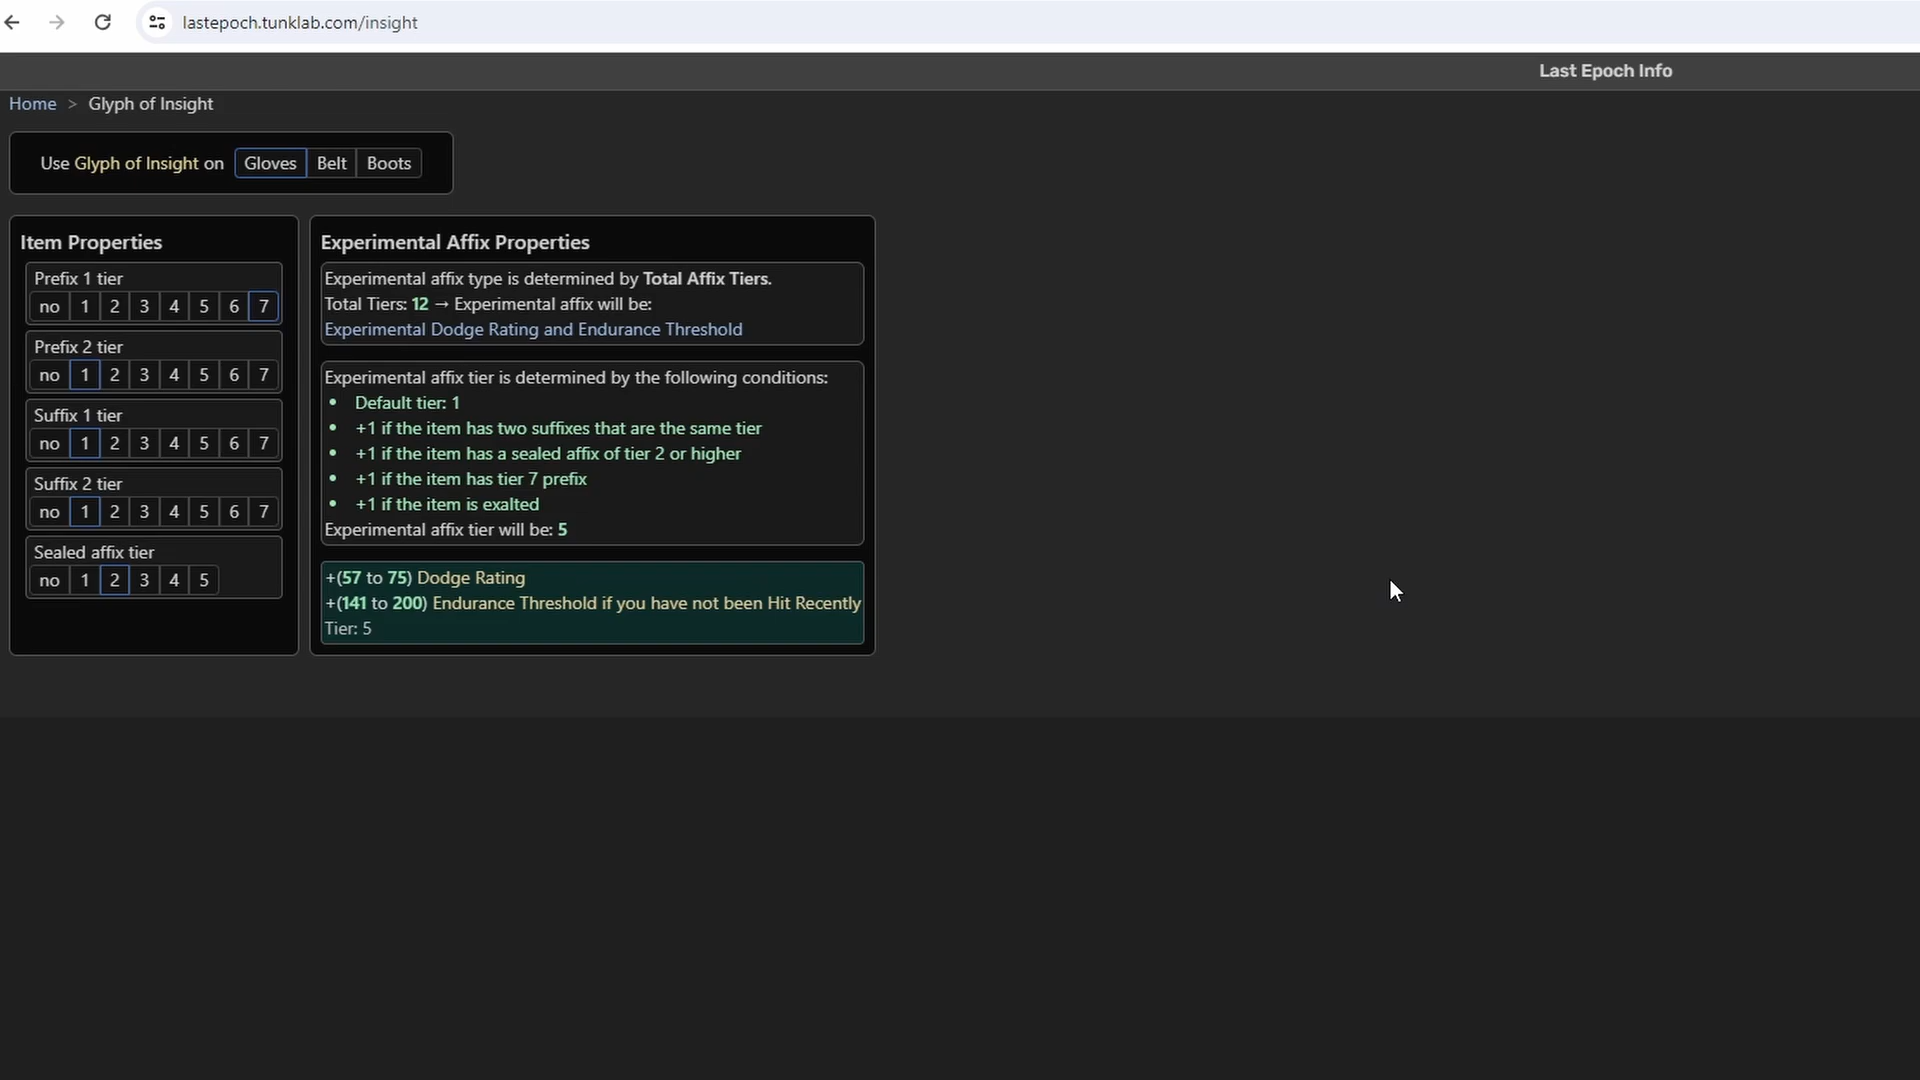 lastepoch.tunklab.com/insight
Last Epoch Info
Home > Glyph of Insight
Use Glyph of Insight on Gloves Belt Boots
Item Properties
Prefix 1 tier
no 1 2 3 4 5 6 7
Prefix 2 tier
no 1 2 3 4 5 6 7
Suffix 1 tier
no 1 2 3 4 5 6 7
Suffix 2 tier
no 1 2 3 4 5 6 7
Sealed affix tier
no 1 2 3 4 5
Experimental Affix Properties
Experimental affix type is determined by Total Affix Tiers.
Total Tiers: 12 → Experimental affix will be:
Experimental Dodge Rating and Endurance Threshold
Experimental affix tier is determined by the following conditions:
• Default tier: 1
• +1 if the item has two suffixes that are the same tier
• +1 if the item has a sealed affix of tier 2 or higher
• +1 if the item has tier 7 prefix
• +1 if the item is exalted
Experimental affix tier will be: 5
+(57 to 75) Dodge Rating
+(141 to 200) Endurance Threshold if you have not been Hit Recently
Tier: 5